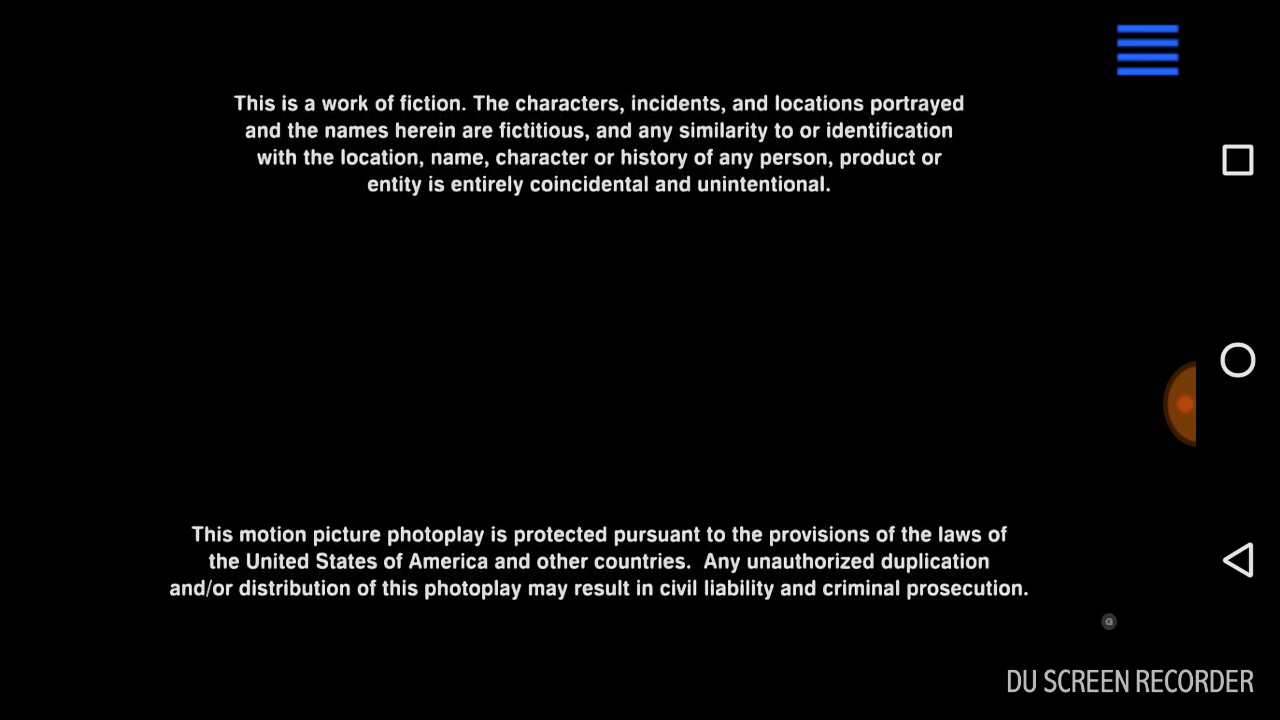 This is a work of fiction. The characters, incidents, and locations portrayed
and the names herein are fictitious, and any similarity to or identification
with the location, name, character or history of any person, product or
entity is entirely coincidental and unintentional.
This motion picture photoplay is protected pursuant to the provisions of the laws of
the United States of America and other countries.  Any unauthorized duplication
and/or distribution of this photoplay may result in civil liability and criminal prosecution.
G
DU SCREEN RECORDER